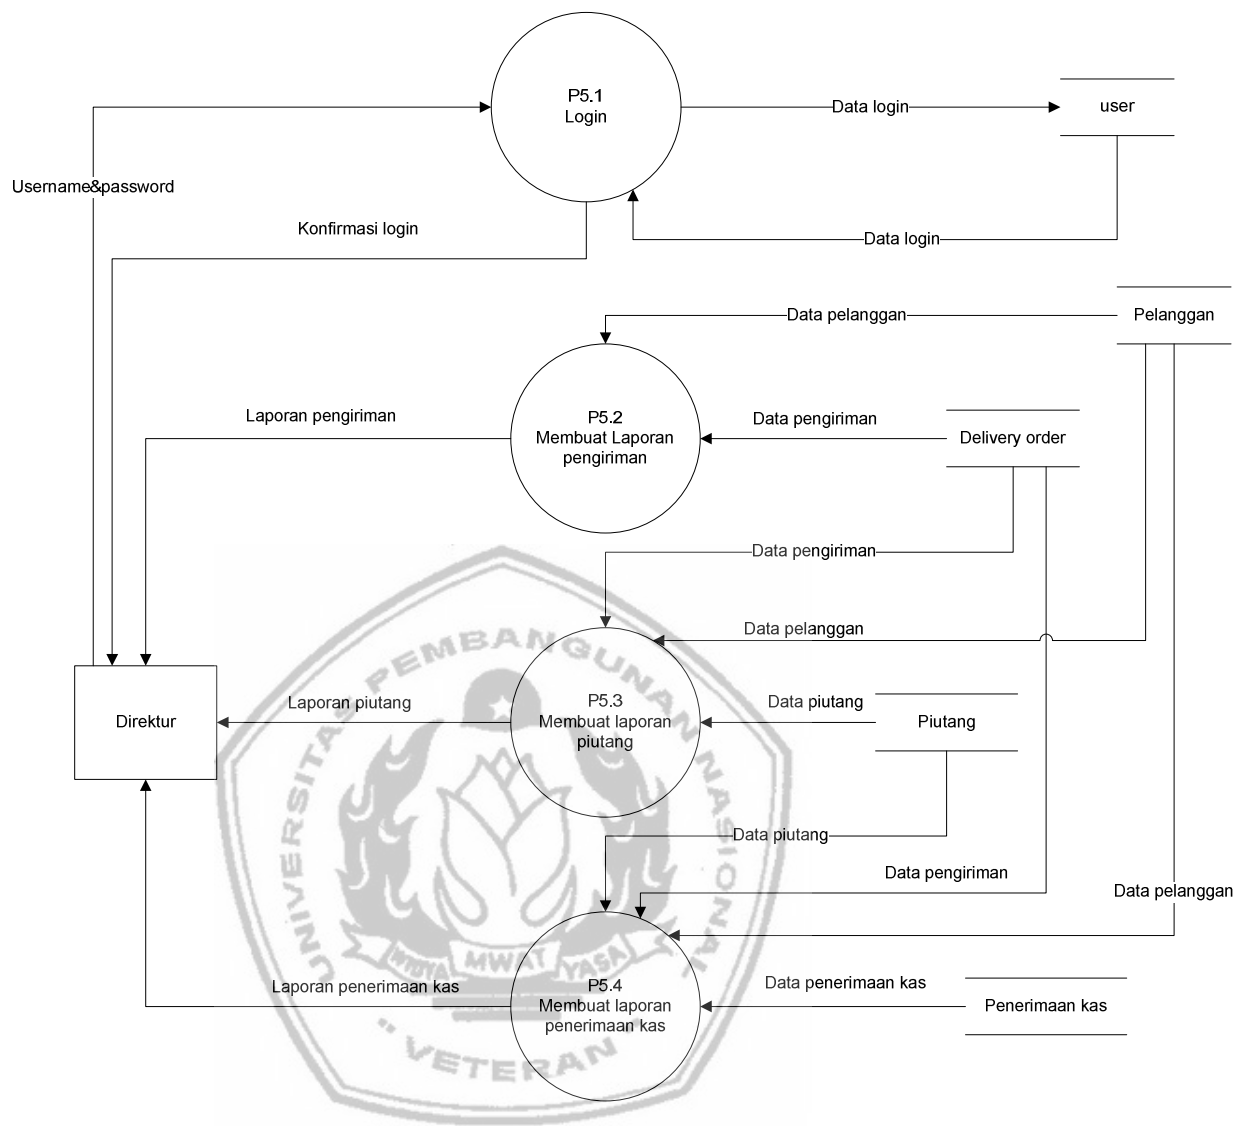 P5.1
Login
Data login
user
Username&password
Konfirmasi login
Data login
Data pelanggan
Pelanggan
Laporan pengiriman
P5.2
Membuat Laporan
pengiriman
Data pengiriman
Delivery order
Data pengiriman
Data pelanggan
UNIVERSITAS PEMBANGUNAN NASIONAL
Direktur
Laporan piutang
P5.3
Membuat laporan
piutang
Data piutang
Piutang
Data piutang
Data pengiriman
Data pelanggan
WIDYA MWAT YASA
Laporan penerimaan kas
P5.4
Membuat laporan
penerimaan kas
Data penerimaan kas
Penerimaan kas
" VETERAN "